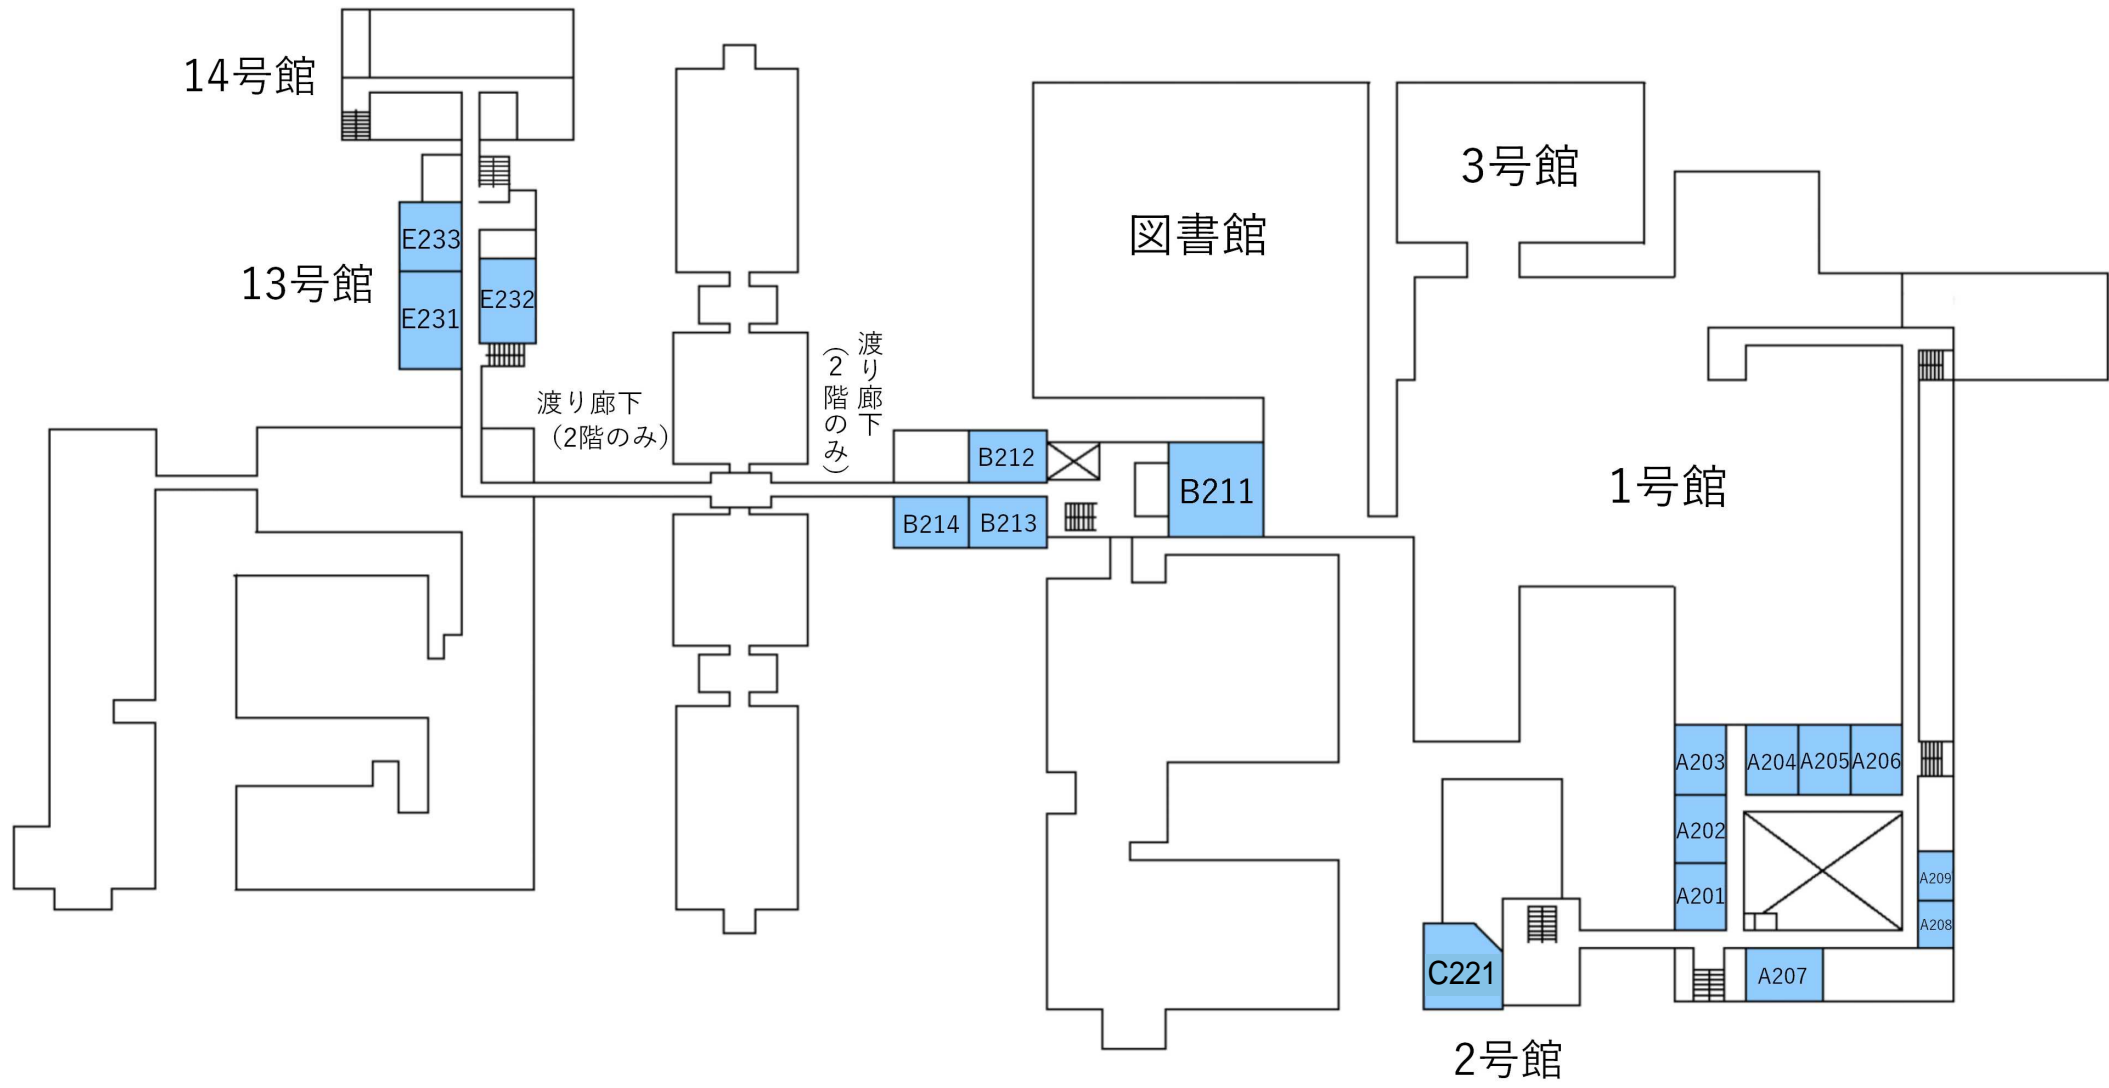 14号館
3号館
図書館
E233
13号館
E232
E231
渡り廊下
（2階のみ）
渡り廊下
（2階のみ）
B212
B211
1号館
B214
B213
A203
A204
A205
A206
A202
A209
A201
A208
C221
A207
2号館